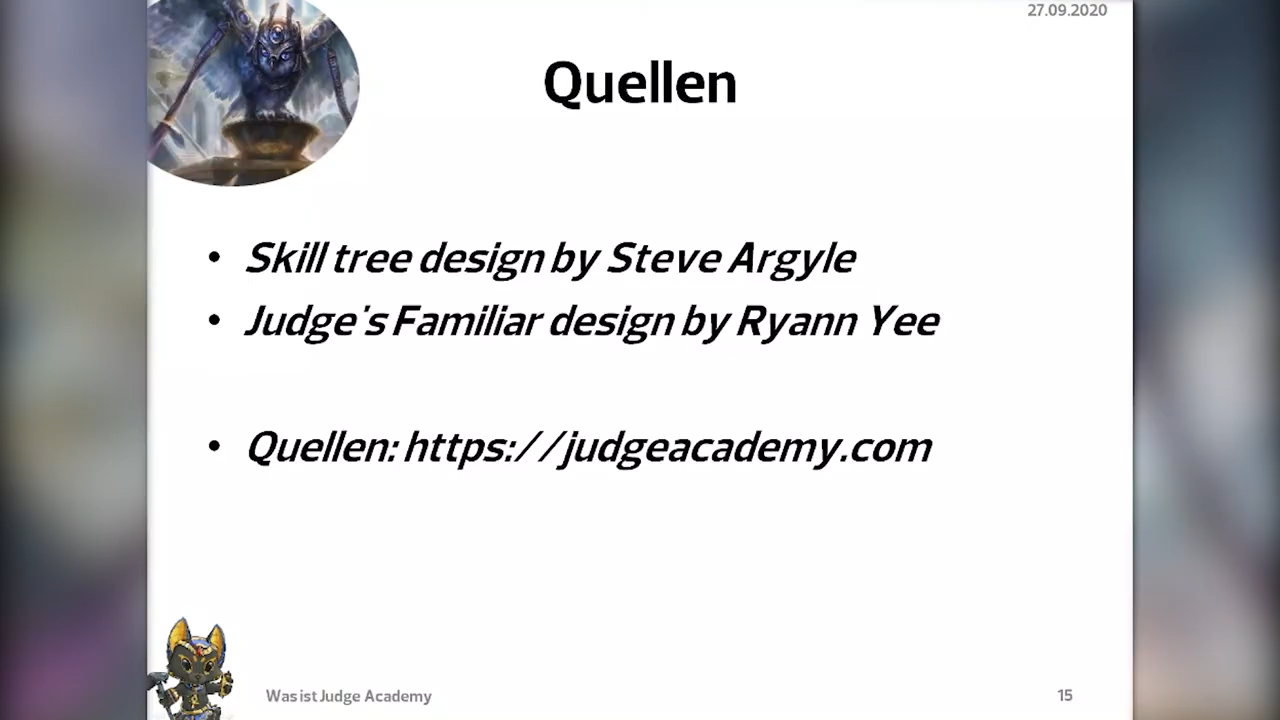 27.09.2020
Quellen
• Skill tree design by Steve Argyle
• Judge's Familiar design by Ryann Yee
• Quellen: https://judgeacademy.com
Was ist Judge Academy
15